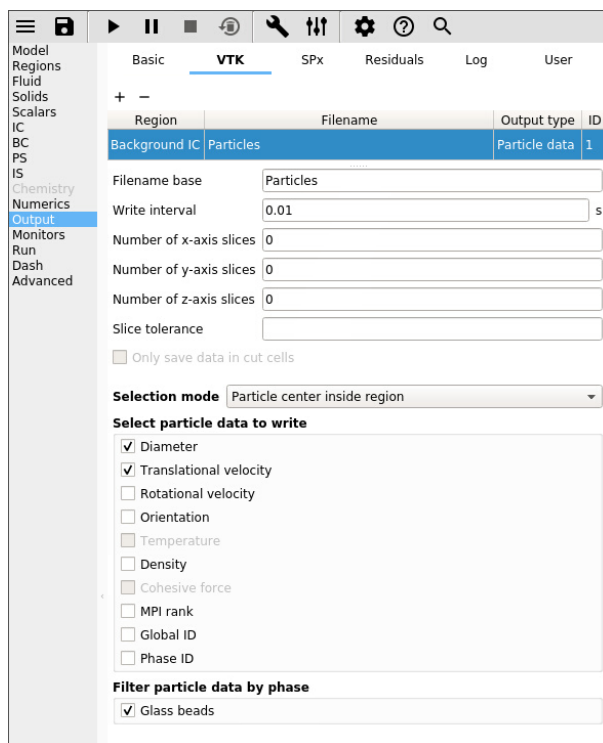 Model
Regions
Fluid
Solids
Scalars
IC
BC
PS
IS
Chemistry
Numerics
Output
Monitors
Run
Dash
Advanced
Basic VTK SPx Residuals Log User
+ −
Region Filename Output type ID
Background IC Particles Particle data 1
Filename base Particles
Write interval 0.01 s
Number of x-axis slices 0
Number of y-axis slices 0
Number of z-axis slices 0
Slice tolerance
Only save data in cut cells
Selection mode Particle center inside region
Select particle data to write
Diameter
Translational velocity
Rotational velocity
Orientation
Temperature
Density
Cohesive force
MPI rank
Global ID
Phase ID
Filter particle data by phase
Glass beads